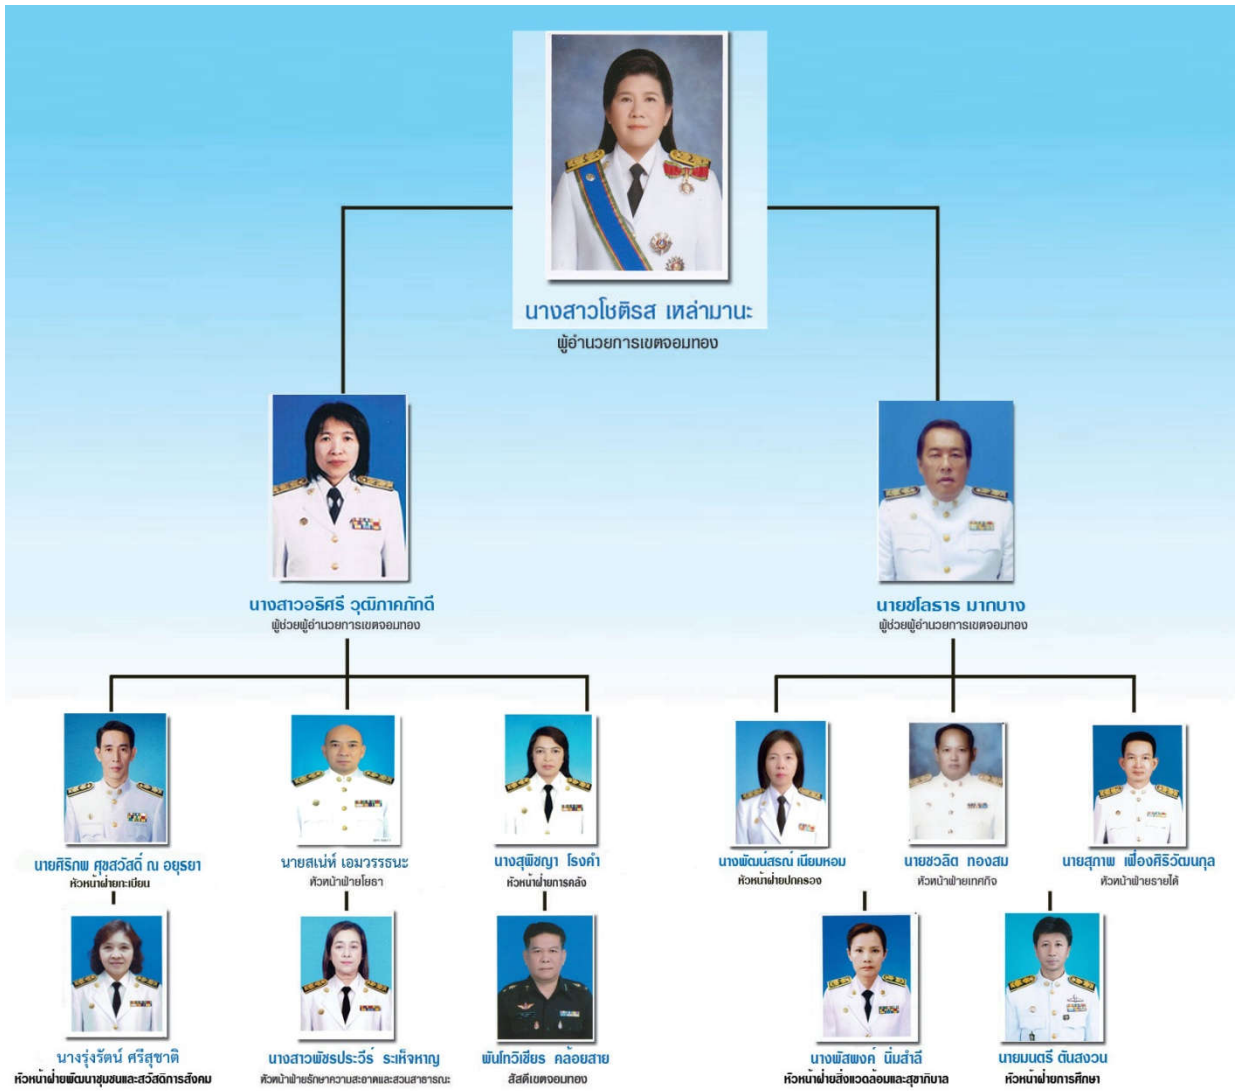 นางสาวโชติรส เหล่ามานะ
ผู้อำนวยการเขตจอมทอง
นางสาวอริศรี วุฒิภาคภักดี
ผู้ช่วยผู้อำนวยการเขตจอมทอง
นายชโลธาร มากบาง
ผู้ช่วยผู้อำนวยการเขตจอมทอง
นายศิริภพ ศุขสวัสดิ์ ณ อยุธยา
หัวหน้าฝ่ายทะเบียน
นายสเน่ห์ เอมวรรธนะ
หัวหน้าฝ่ายโยธา
นางสุพิชญา โรงคำ
หัวหน้าฝ่ายการคลัง
นางพัฒน์สรณ์ เนียมหอม
หัวหน้าฝ่ายปกครอง
นายชวลิต ทองสม
หัวหน้าฝ่ายเทศกิจ
นายสุภาพ เฟื่องศิริวัฒนกุล
หัวหน้าฝ่ายรายได้
นางรุ่งรัตน์ ศรีสุชาติ
หัวหน้าฝ่ายพัฒนาชุมชนและสวัสดิการสังคม
นางสาวพัชรประวีร์ ระเห็จหาญ
หัวหน้าฝ่ายรักษาความสะอาดและสวนสาธารณะ
พันโทวิเชียร คล้อยสาย
สัสดีเขตจอมทอง
นางพัสพงค์ นิ่มสำลี
หัวหน้าฝ่ายสิ่งแวดล้อมและสุขาภิบาล
นายมนตรี ตันสงวน
หัวหน้าฝ่ายการศึกษา